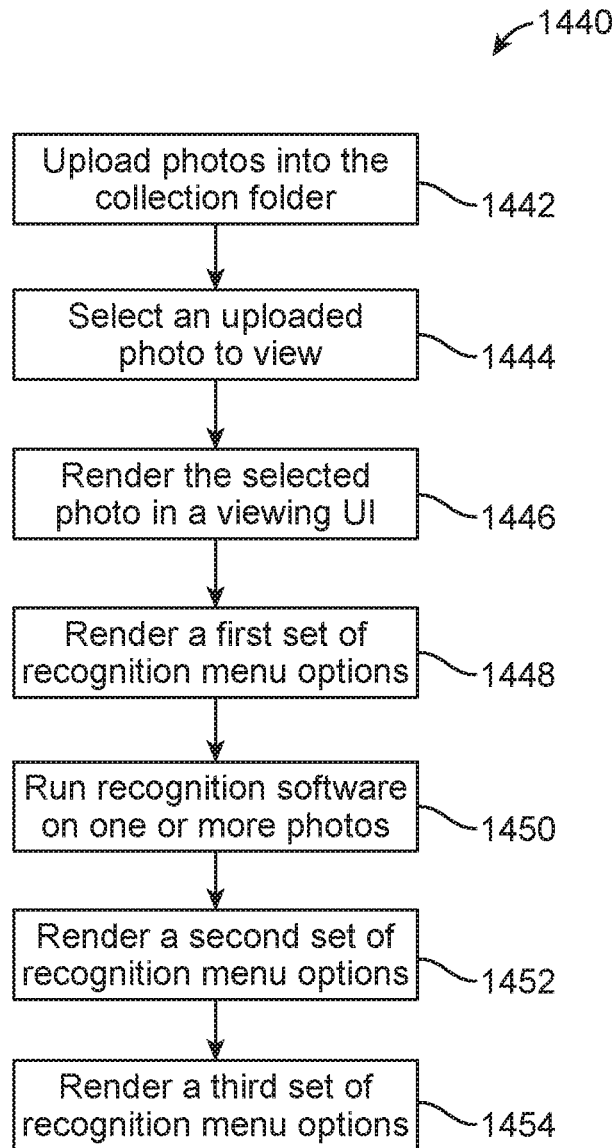 1440
Upload photos into the
collection folder
1442
Select an uploaded
photo to view
1444
Render the selected
photo in a viewing UI
1446
Render a first set of
recognition menu options
1448
Run recognition software
on one or more photos
1450
Render a second set of
recognition menu options
1452
Render a third set of
recognition menu options
1454